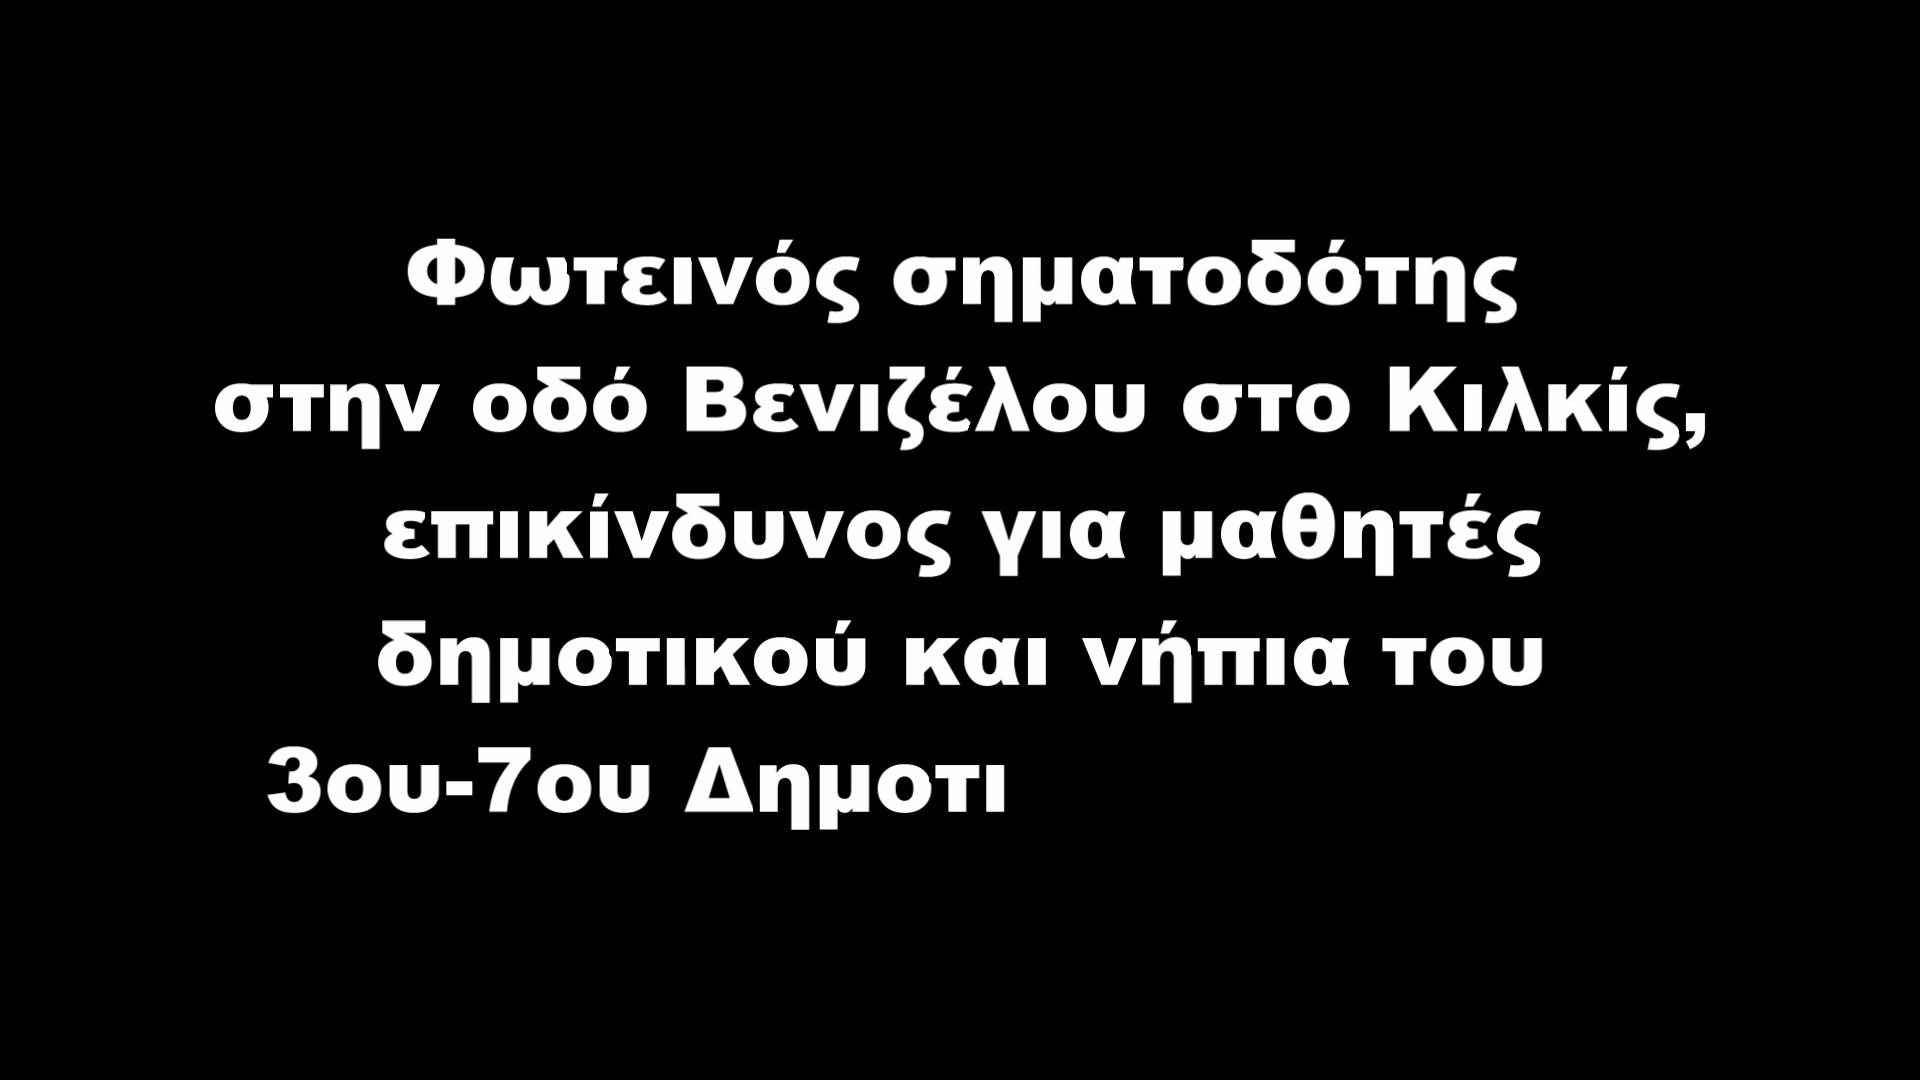 Φωτεινός σηματοδότης
στην οδό Βενιζέλου στο Κιλκίς,
επικίνδυνος για μαθητές
δημοτικού και νήπια του
3ου-7ου Δημοτι